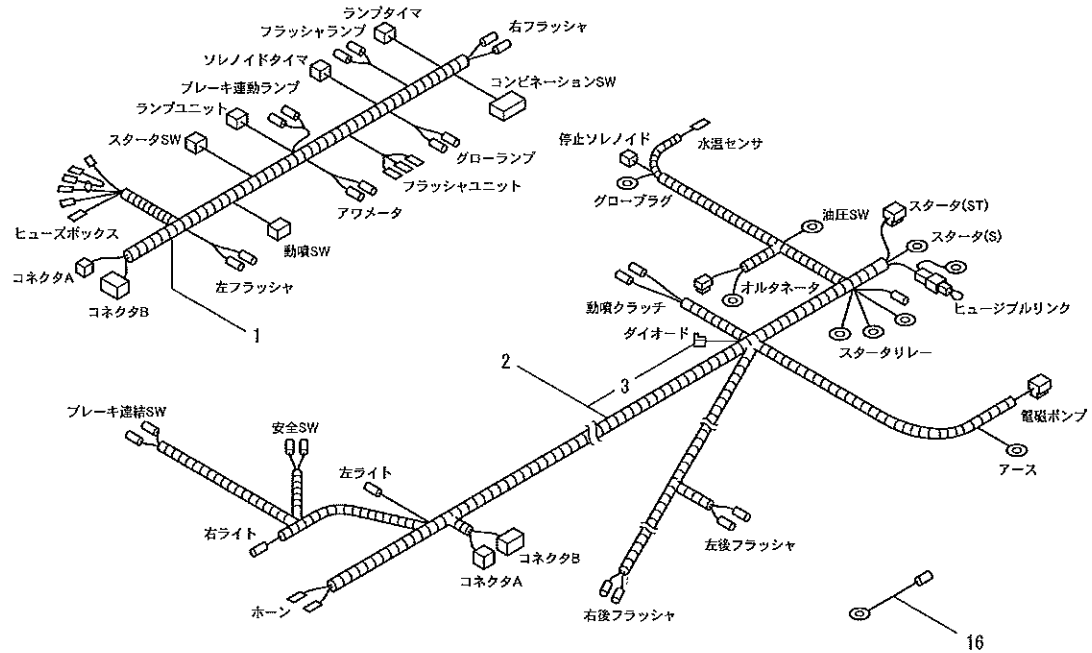 ランプタイマ
フラッシャランプ
右フラッシャ
ソレノイドタイマ
コンビネーションSW
ブレーキ連動ランプ
ランプユニット
スタータSW
グローランプ
フラッシャユニット
アワメータ
ヒューズボックス
動噴SW
コネクタA
左フラッシャ
コネクタB
1
停止ソレノイド
水温センサ
グロープラグ
油圧SW
スタータ(ST)
スタータ(S)
オルタネータ
動噴クラッチ
ヒュージブルリンク
ダイオード
スタータリレー
2
3
電磁ポンプ
アース
ブレーキ連結SW
安全SW
左ライト
右ライト
コネクタB
コネクタA
左後フラッシャ
ホーン
右後フラッシャ
16